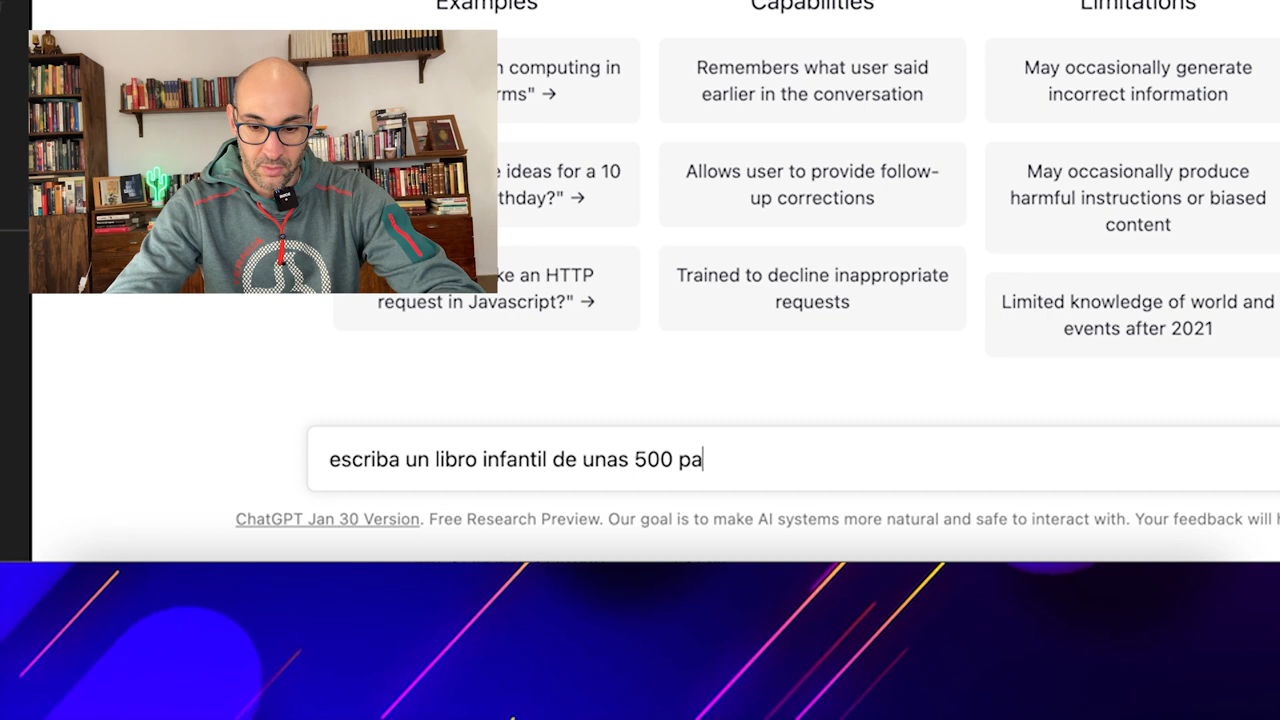 Examples
Capabilities
Limitations
computing in
rms" →
Remembers what user said
earlier in the conversation
May occasionally generate
incorrect information
ideas for a 10
thday?" →
Allows user to provide follow-
up corrections
May occasionally produce
harmful instructions or biased
content
ke an HTTP
request in Javascript?" →
Trained to decline inappropriate
requests
Limited knowledge of world and
events after 2021
escriba un libro infantil de unas 500 pa
ChatGPT Jan 30 Version. Free Research Preview. Our goal is to make AI systems more natural and safe to interact with. Your feedback will